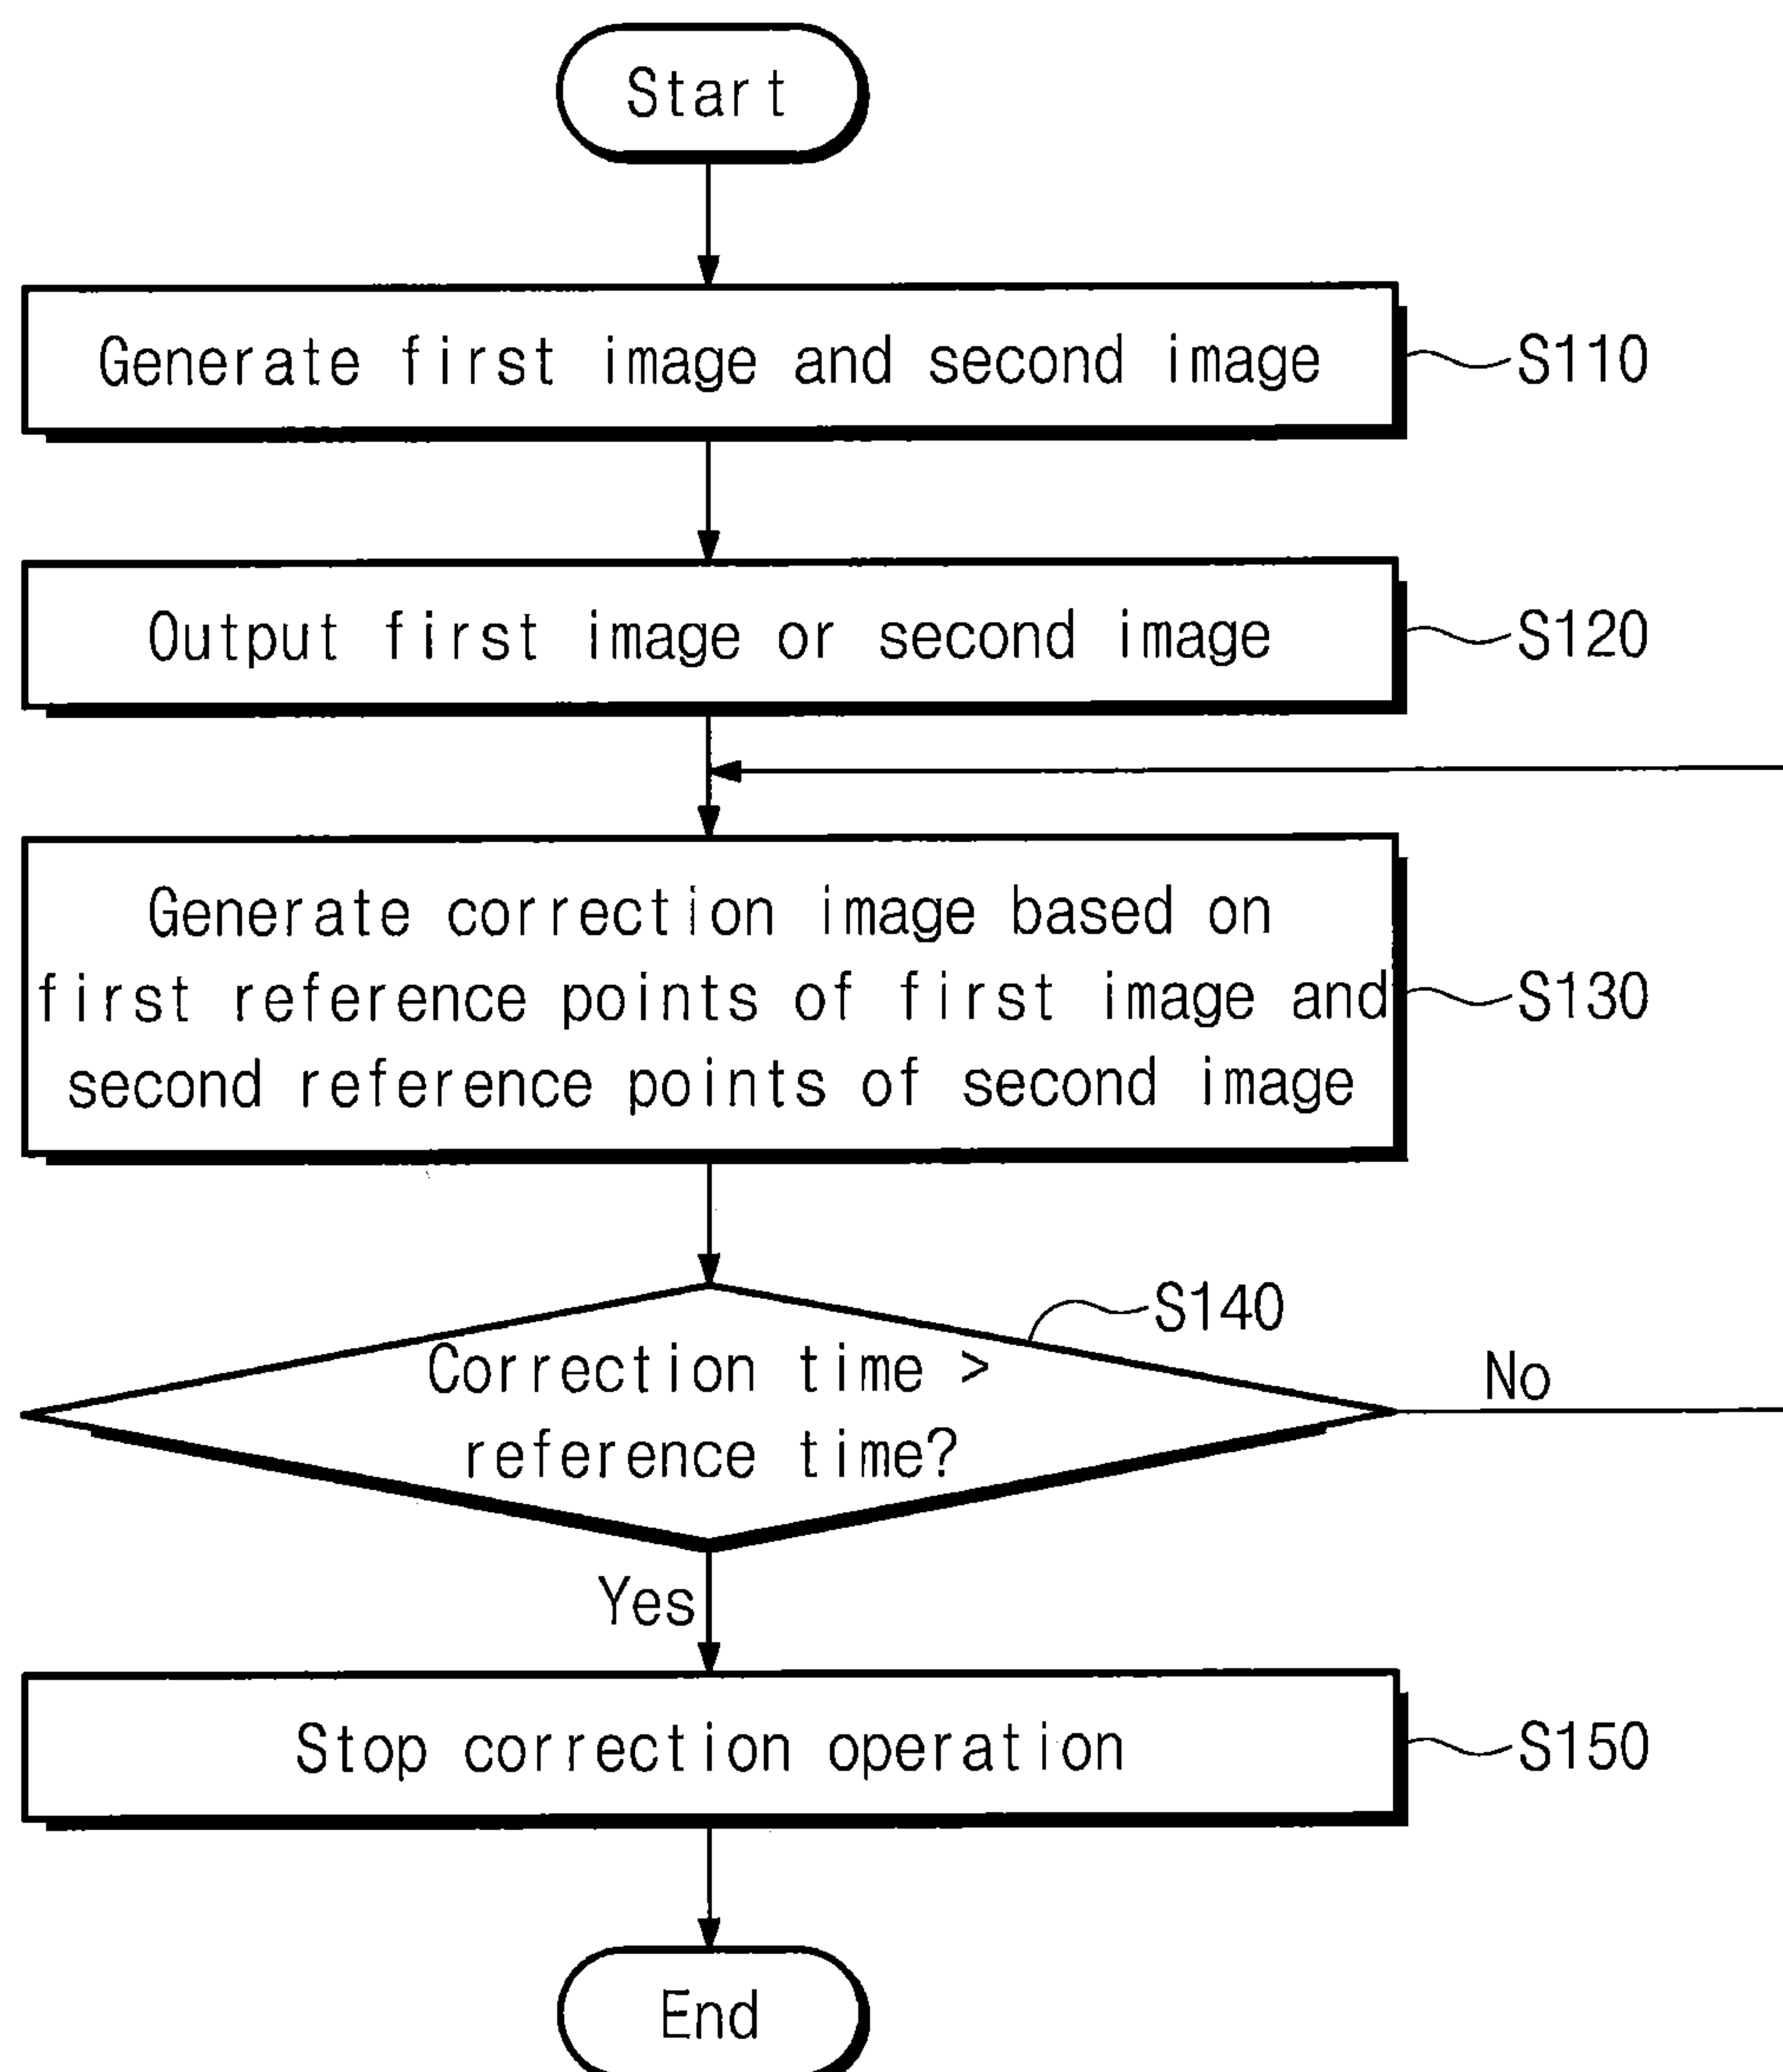 Start
Generate first image and second image
S110
Output first image or second image
S120
Generate correction image based on
first reference points of first image and
second reference points of second image
S130
S140
Correction time >
reference time?
No
Yes
Stop correction operation
S150
End